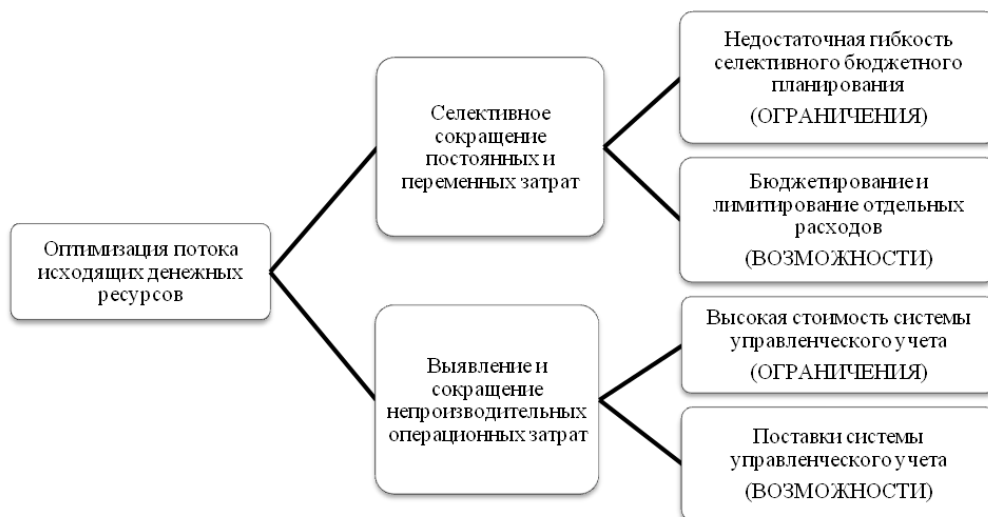 Оптимизация потока
исходящих денежных
ресурсов
Селективное
сокращение
постоянных и
переменных затрат
Недостаточная гибкость
селективного бюджетного
планирования
(ОГРАНИЧЕНИЯ)
Бюджетирование и
лимитирование отдельных
расходов
(ВОЗМОЖНОСТИ)
Выявление и
сокращение
непроизводительных
операционных затрат
Высокая стоимость системы
управленческого учета
(ОГРАНИЧЕНИЯ)
Поставки системы
управленческого учета
(ВОЗМОЖНОСТИ)